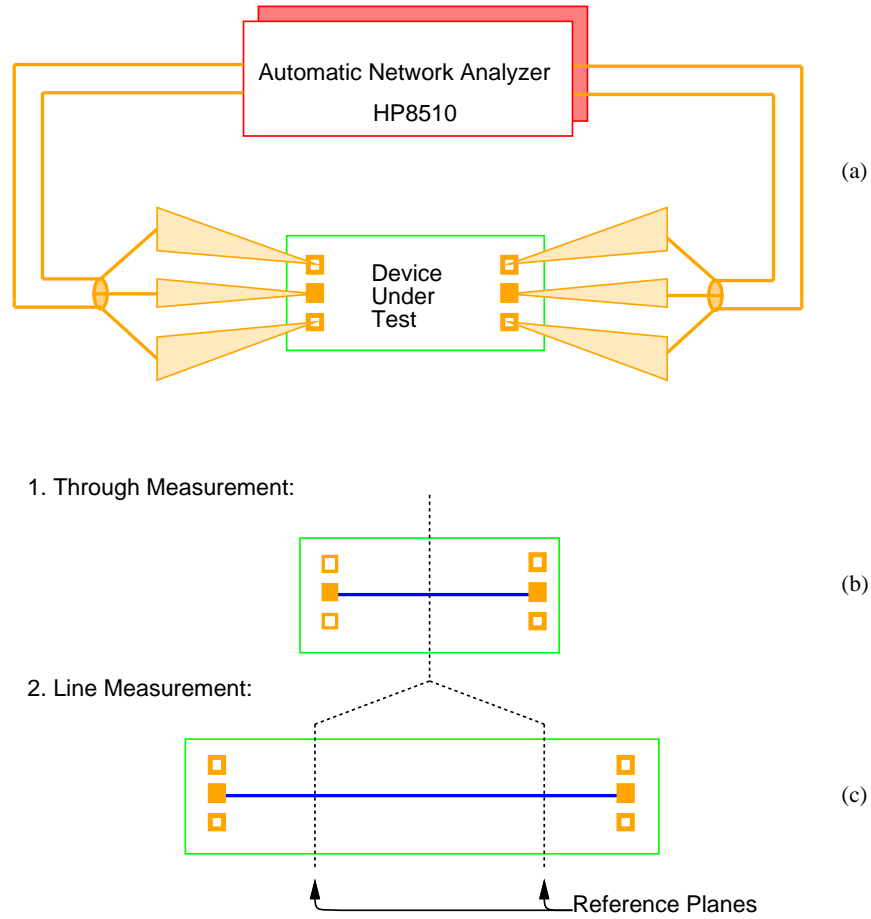 Automatic Network Analyzer
HP8510
(a)
Device
Under
Test
1. Through Measurement:
(b)
2. Line Measurement:
(c)
Reference Planes